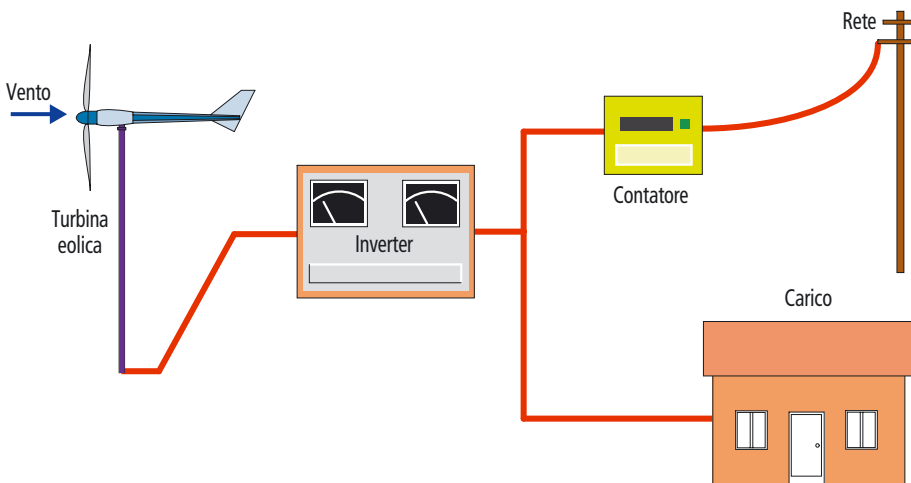 Rete
Vento
Contatore
Turbina
eolica
Inverter
Carico